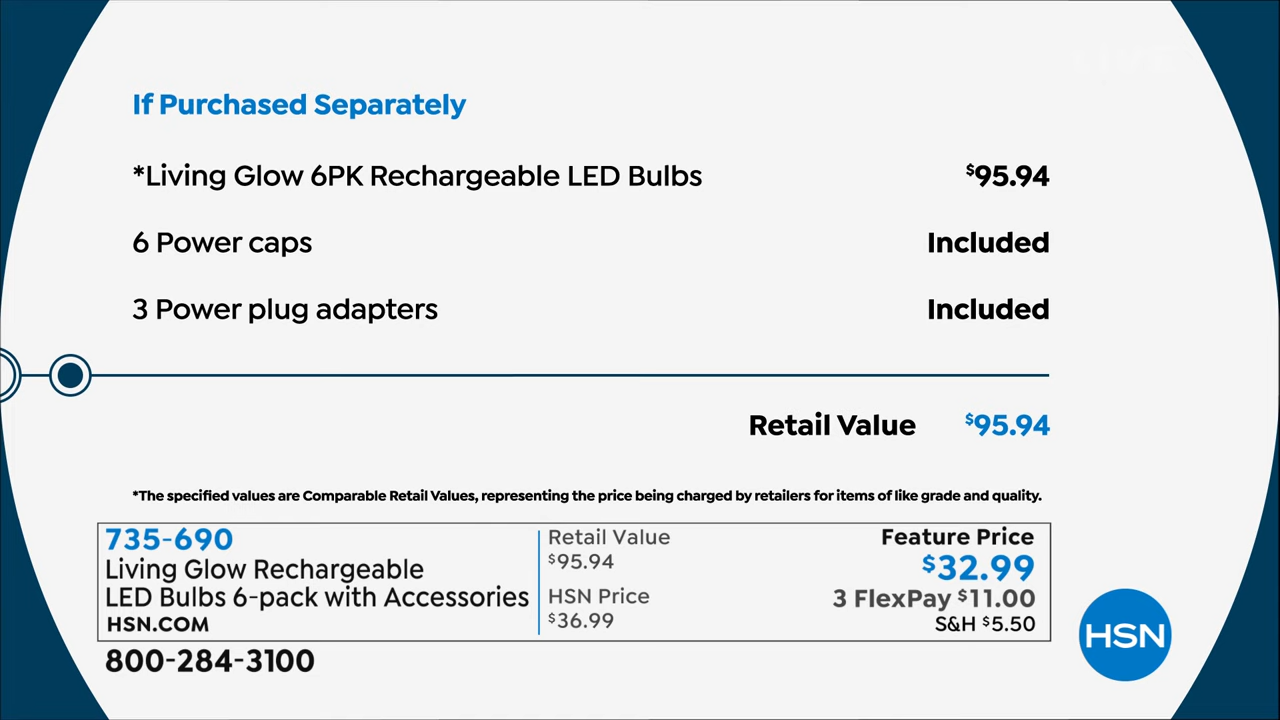 If Purchased Separately
*Living Glow 6PK Rechargeable LED Bulbs $95.94
6 Power caps Included
3 Power plug adapters Included
Retail Value $95.94
*The specified values are Comparable Retail Values, representing the price being charged by retailers for items of like grade and quality.
735-690
Living Glow Rechargeable
LED Bulbs 6-pack with Accessories
HSN.COM
Retail Value
$95.94
HSN Price
$36.99
Feature Price
$32.99
3 FlexPay $11.00
S&H $5.50
HSN
800-284-3100